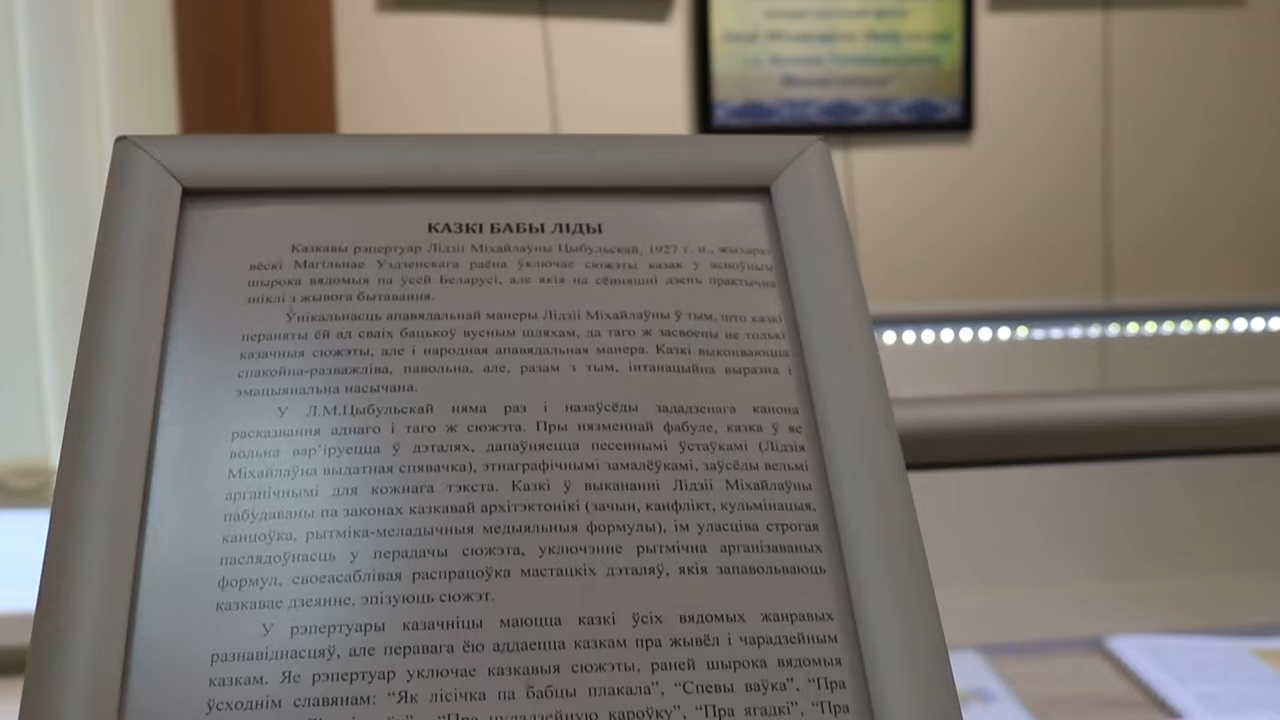 КАЗКІ БАБЫ ЛІДЫ
Казкавы рэпертуар Лідзіі Міхайлаўны Цыбульскай, 1927 г. н., жыхаркі
вёскі Магільнае Уздзенскага раёна ўключае сюжэты казак у асноўным
шырока вядомыя па ўсёй Беларусі, але якія на сённяшні дзень практычна
зніклі з жывога бытавання.
Унікальнасць апавядальнай манеры Лідзіі Міхайлаўны ў тым, што казкі
пераняты ёй ад сваіх бацькоў вусным шляхам, да таго ж засвоены не толькі
казачныя сюжэты, але і народная апавядальная манера. Казкі выконваюцца
спакойна-разважліва, павольна, але, разам з тым, інтанацыйна выразна і
эмацыянальна насычана.
У Л.М.Цыбульскай няма раз і назаўсёды зададзенага канона
расказвання аднаго і таго ж сюжэта. Пры нязменнай фабуле, казка ў яе
вольна вар’іруецца ў дэталях, дапаўняецца песеннымі ўстаўкамі (Лідзія
Міхайлаўна выдатная спявачка), этнаграфічнымі замалёўкамі, заўсёды вельмі
арганічнымі для кожнага тэкста. Казкі ў выкананні Лідзіі Міхайлаўны
пабудаваны па законах казкавай архітэктонікі (зачын, канфлікт, кульмінацыя,
канцоўка, рытміка-меладычныя медыяльныя формулы), ім уласціва строгая
паслядоўнасць у перадачы сюжэта, уключэнне рытмічна арганізаваных
формул, своеасаблівая распрацоўка мастацкіх дэталяў, якія запавольваюць
казкавае дзеянне, эпізуюць сюжэт.
У рэпертуары казачніцы маюцца казкі ўсіх вядомых жанравых
разнавіднасцяў, але перавага ёю аддаецца казкам пра жывёл і чарадзейным
казкам. Яе рэпертуар уключае казкавыя сюжэты, раней шырока вядомыя
ўсходнім славянам: “Як лісічка па бабцы плакала”, “Спевы ваўка”, “Пра
“Пра цудадзейную кароўку”, “Пра ягадкі”, “Пра